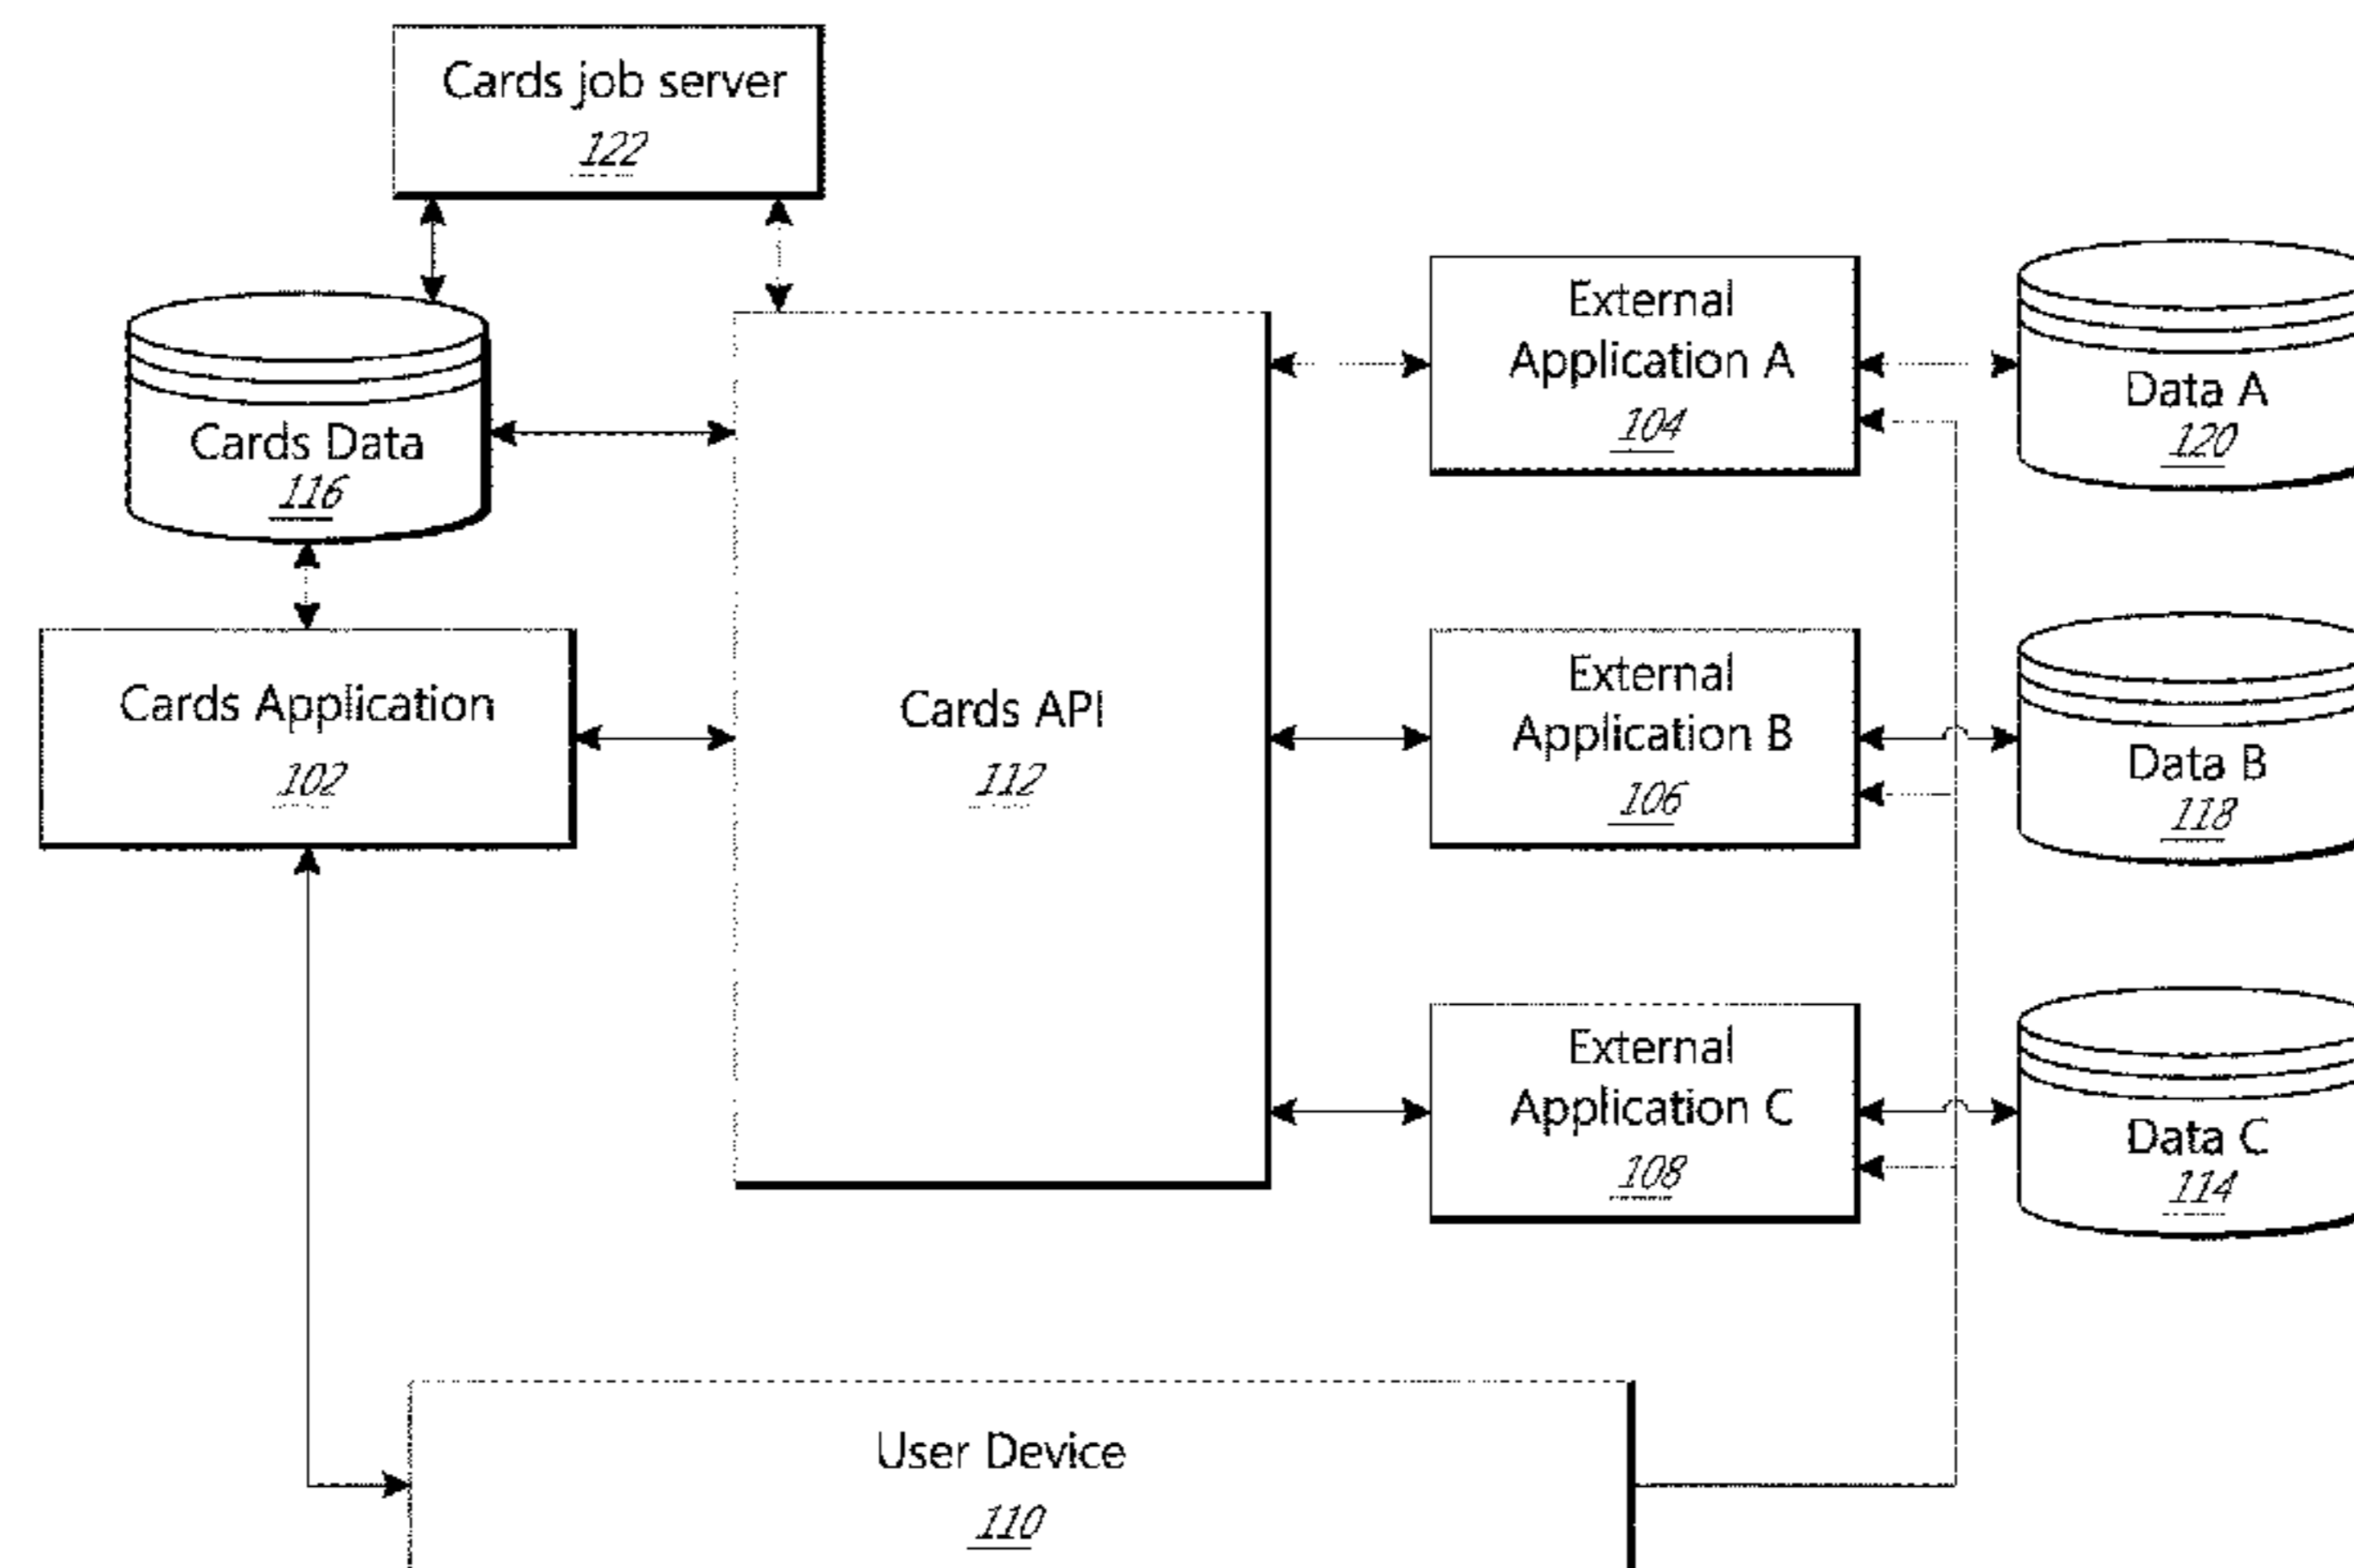 Cards job server
122
Cards Data
116
Cards Application
102
Cards API
112
External
Application A
104
Data A
120
External
Application B
106
Data B
118
External
Application C
108
Data C
114
User Device
110